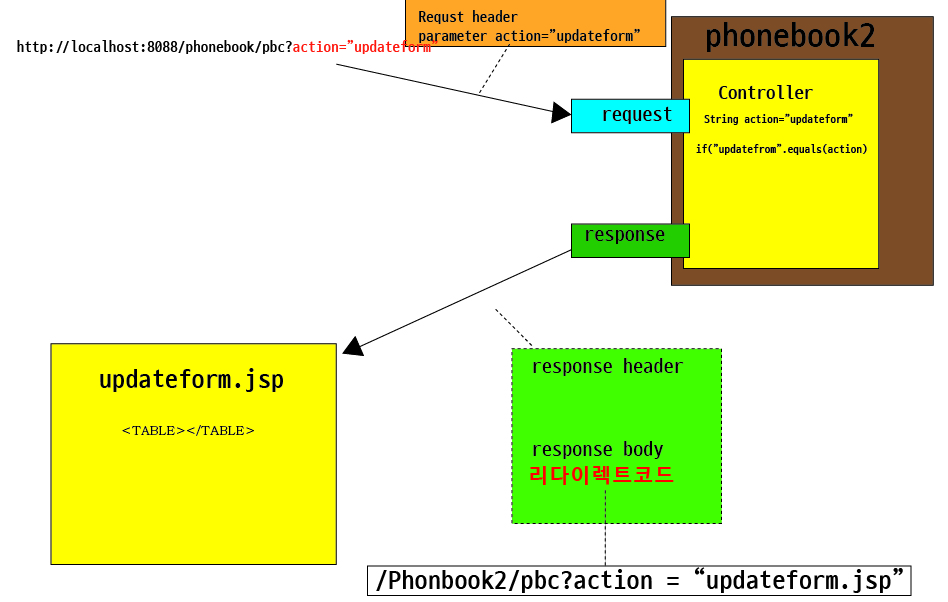 Requst header
parameter action=”updateform”
http://localhost:8088/phonebook/pbc?action=”updateform”
phonebook2
Controller
String action=”updateform”
if(”updatefrom”.equals(action)
request
response
updateform.jsp
<TABLE></TABLE>
response header
response body
리다이렉트코드
/Phonbook2/pbc?action = “updateform.jsp”